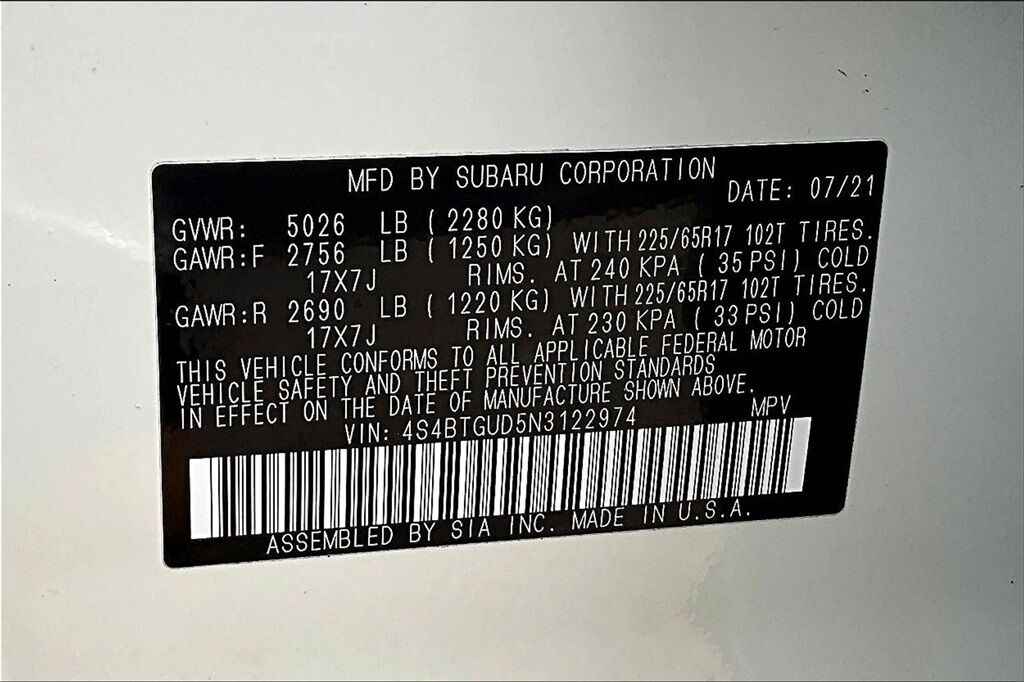 MFD BY SUBARU CORPORATION DATE: 07/21
GVWR: 5026 LB ( 2280 KG)
GAWR:F 2756 LB ( 1250 KG) WITH 225/65R17 102T TIRES.
17X7J RIMS. AT 240 KPA ( 35 PSI) COLD
GAWR:R 2690 LB ( 1220 KG) WITH 225/65R17 102T TIRES.
17X7J RIMS. AT 230 KPA ( 33 PSI) COLD
THIS VEHICLE CONFORMS TO ALL APPLICABLE FEDERAL MOTOR
VEHICLE SAFETY AND THEFT PREVENTION STANDARDS
IN EFFECT ON THE DATE OF MANUFACTURE SHOWN ABOVE.
VIN: 4S4BTGUD5N3122974 MPV
ASSEMBLED BY SIA INC. MADE IN U.S.A.